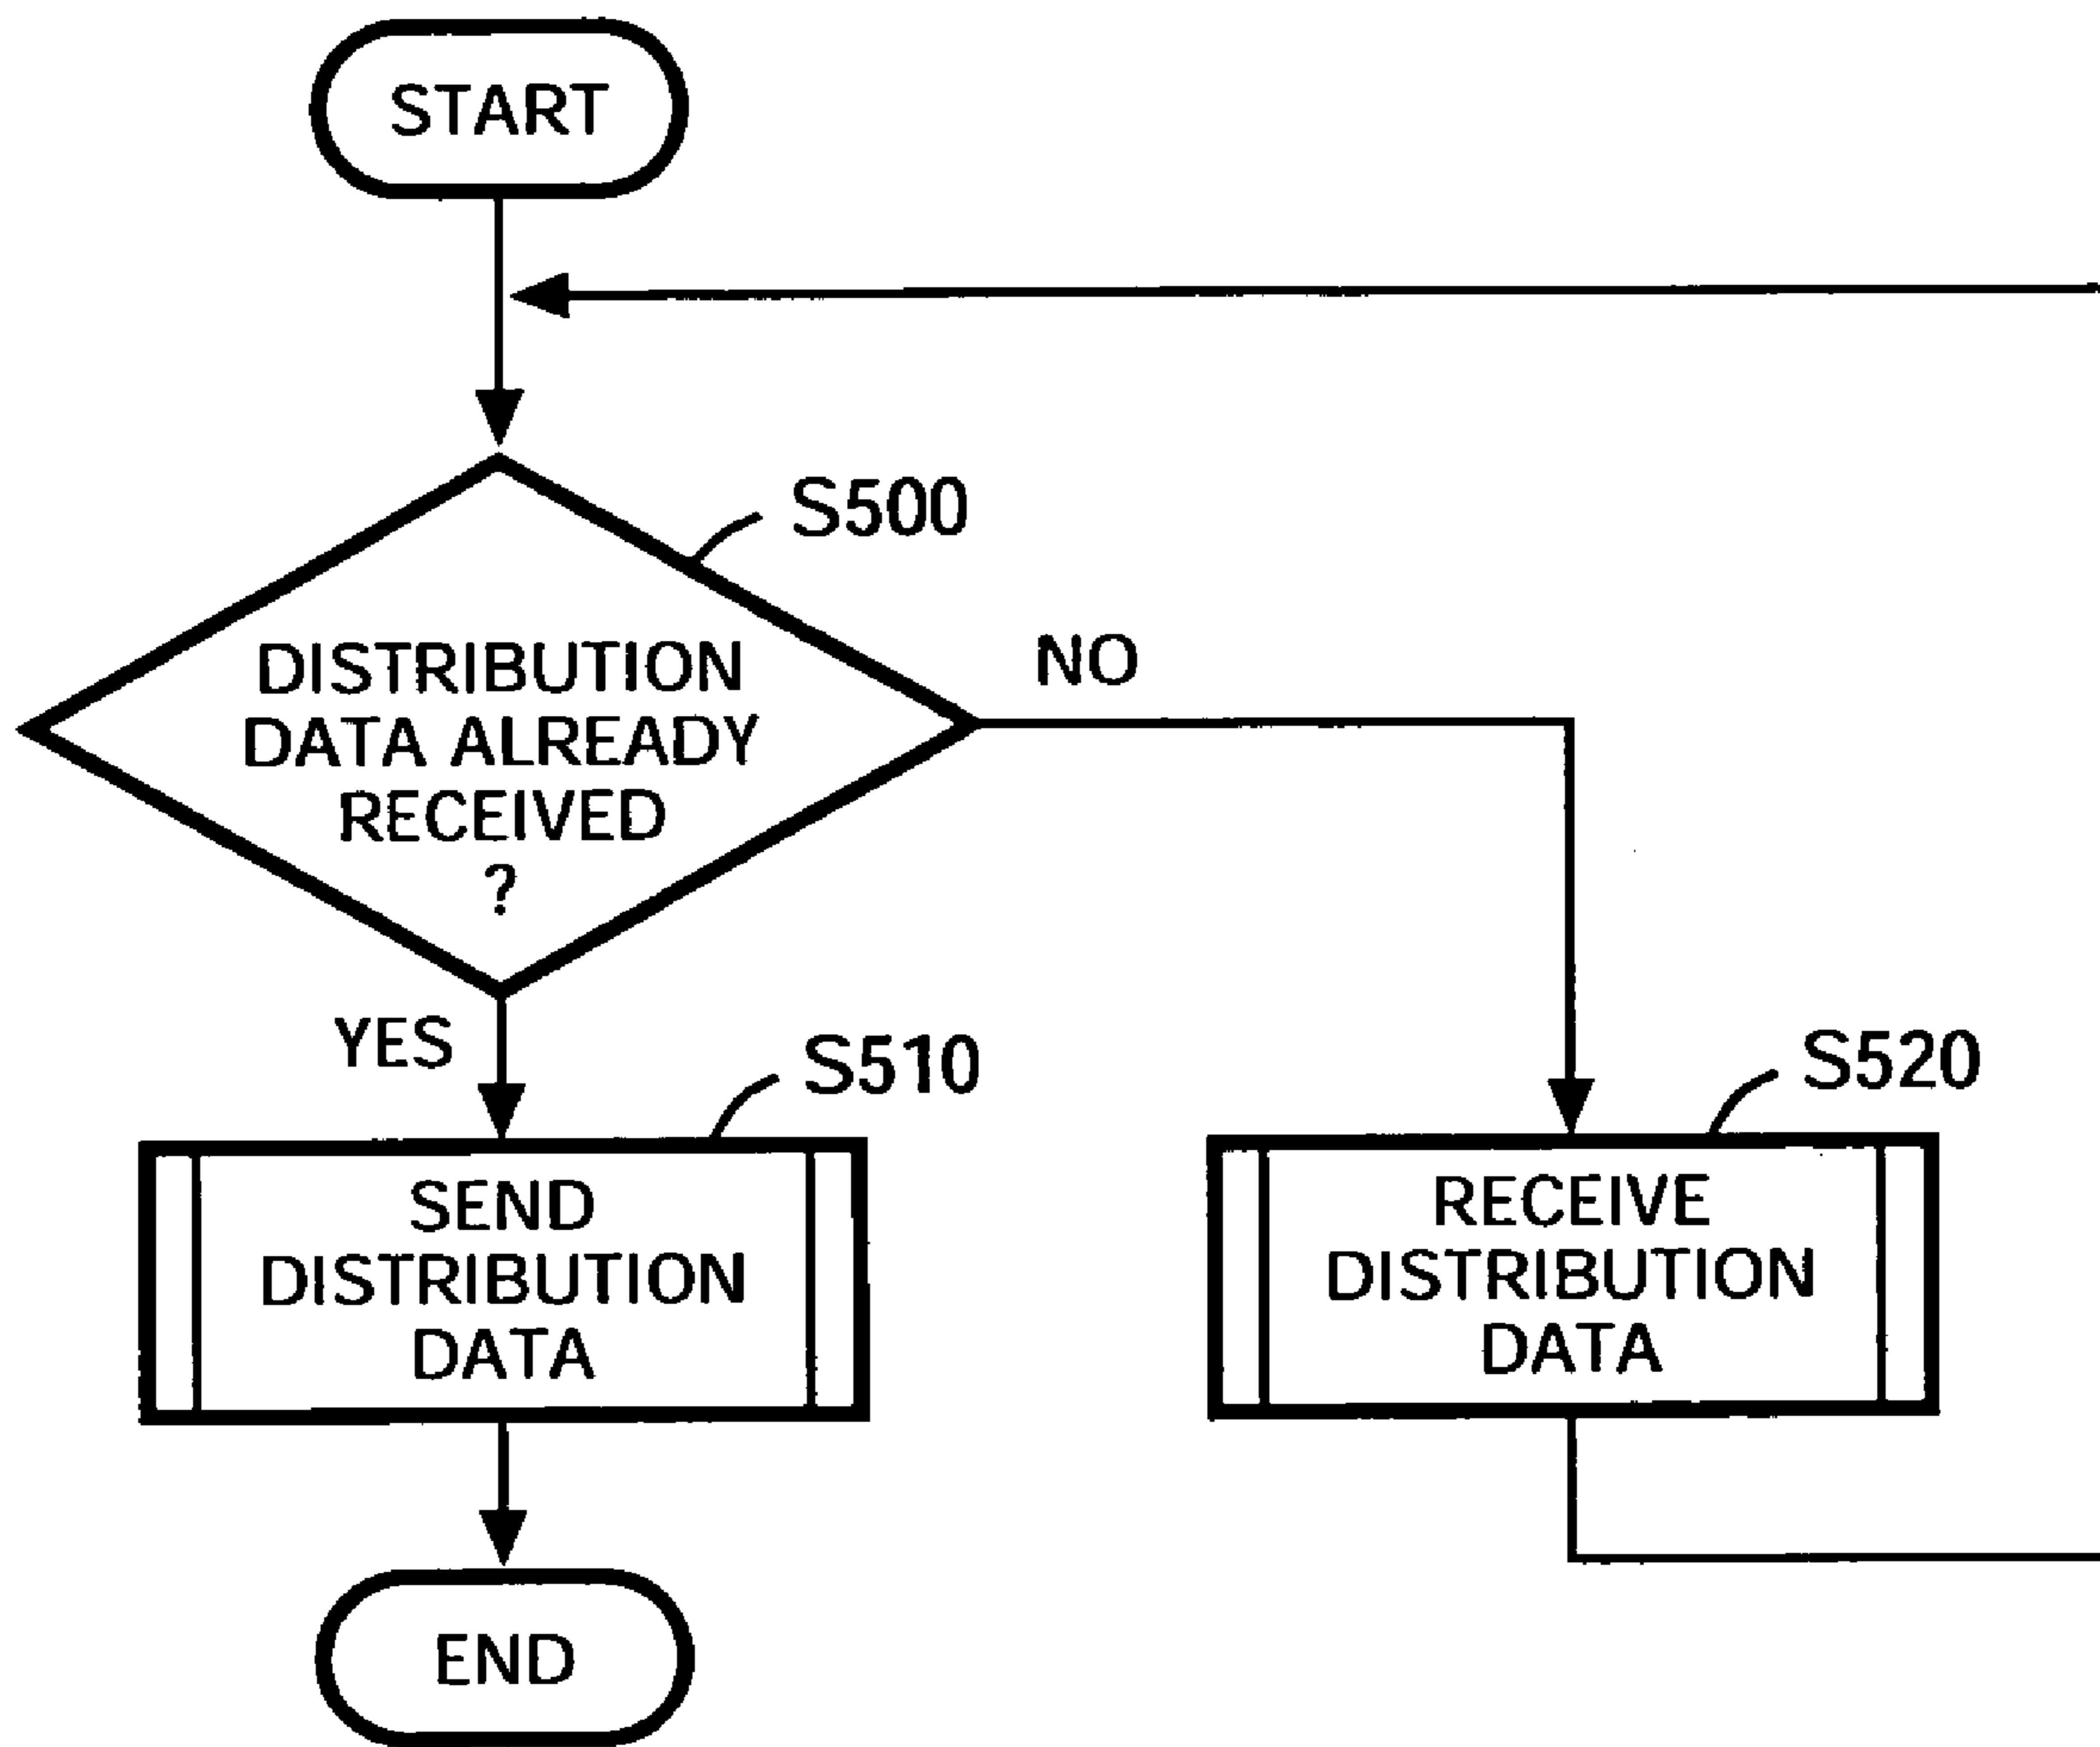 START
S500
DISTRIBUTION
DATA ALREADY
RECEIVED
?
NO
YES
S510
SEND
DISTRIBUTION
DATA
S520
RECEIVE
DISTRIBUTION
DATA
END